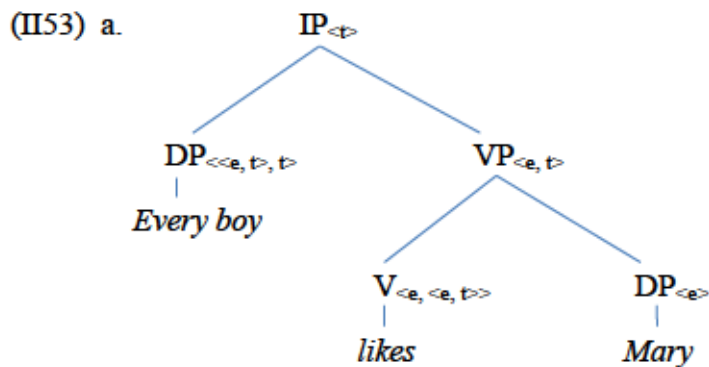 (II53) a. IP<t>
DP<<e, t>, t> VP<e, t>
Every boy
V<e, <e, t>> DP<e>
likes Mary